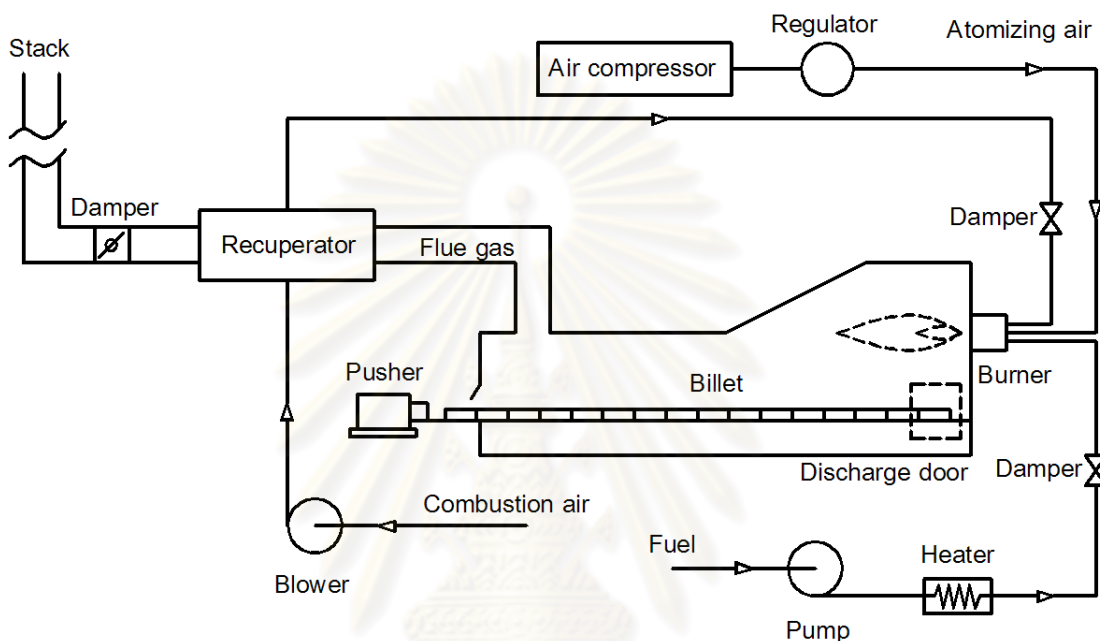 Regulator
Atomizing air
Stack
Air compressor
Damper
Damper
Recuperator
Flue gas
Pusher
Billet
Burner
Discharge door
Damper
Combustion air
Fuel
Heater
Blower
Pump